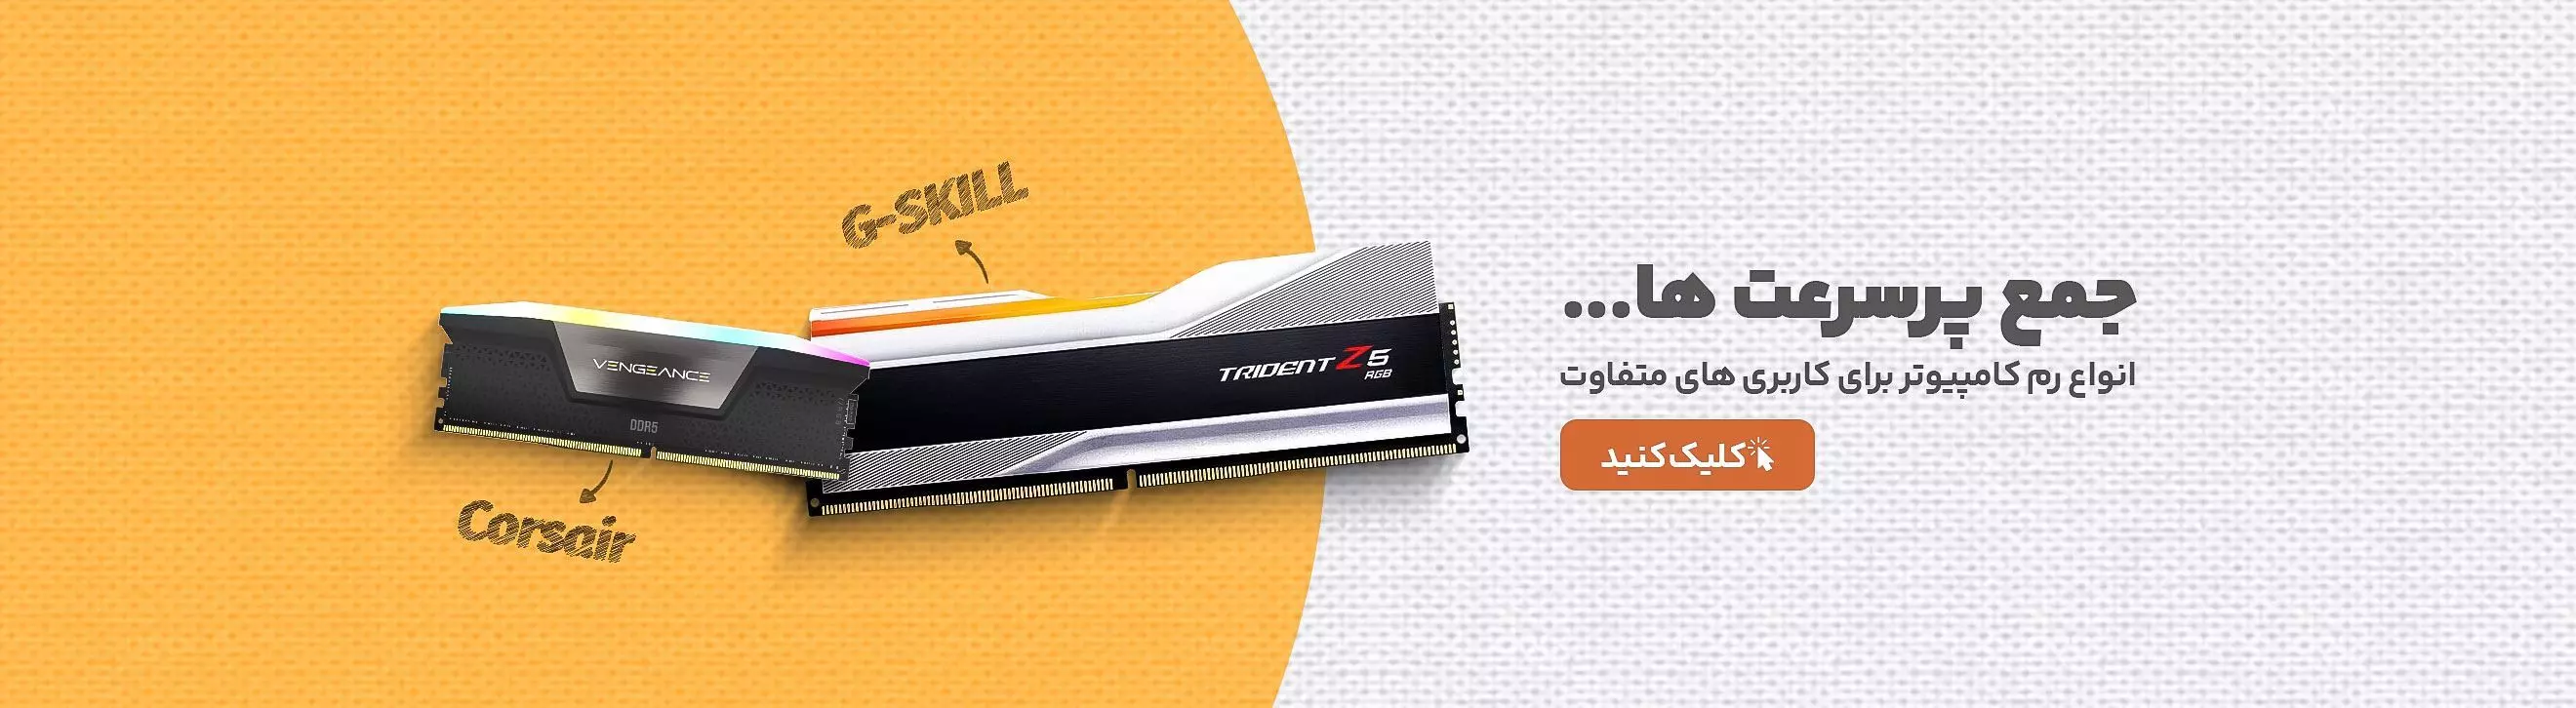 جمع پرسرعت ها...
انواع رم کامپیوتر برای کاربری های متفاوت
کلیک کنید
G-SKILL
TRIDENT Z5
RGB
VENGEANCE
DDR5
Corsair